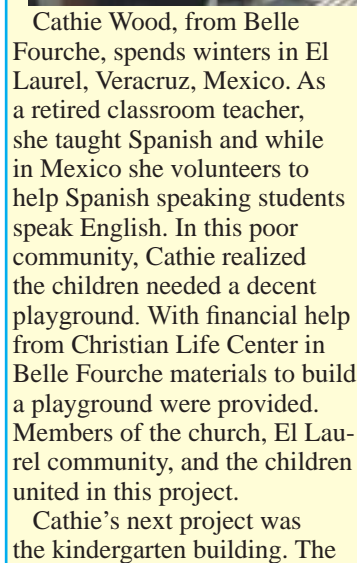 Cathie Wood, from Belle
Fourche, spends winters in El
Laurel, Veracruz, Mexico. As
a retired classroom teacher,
she taught Spanish and while
in Mexico she volunteers to
help Spanish speaking students
speak English. In this poor
community, Cathie realized
the children needed a decent
playground. With financial help
from Christian Life Center in
Belle Fourche materials to build
a playground were provided.
Members of the church, El Lau-
rel community, and the children
united in this project.
Cathie's next project was
the kindergarten building. The